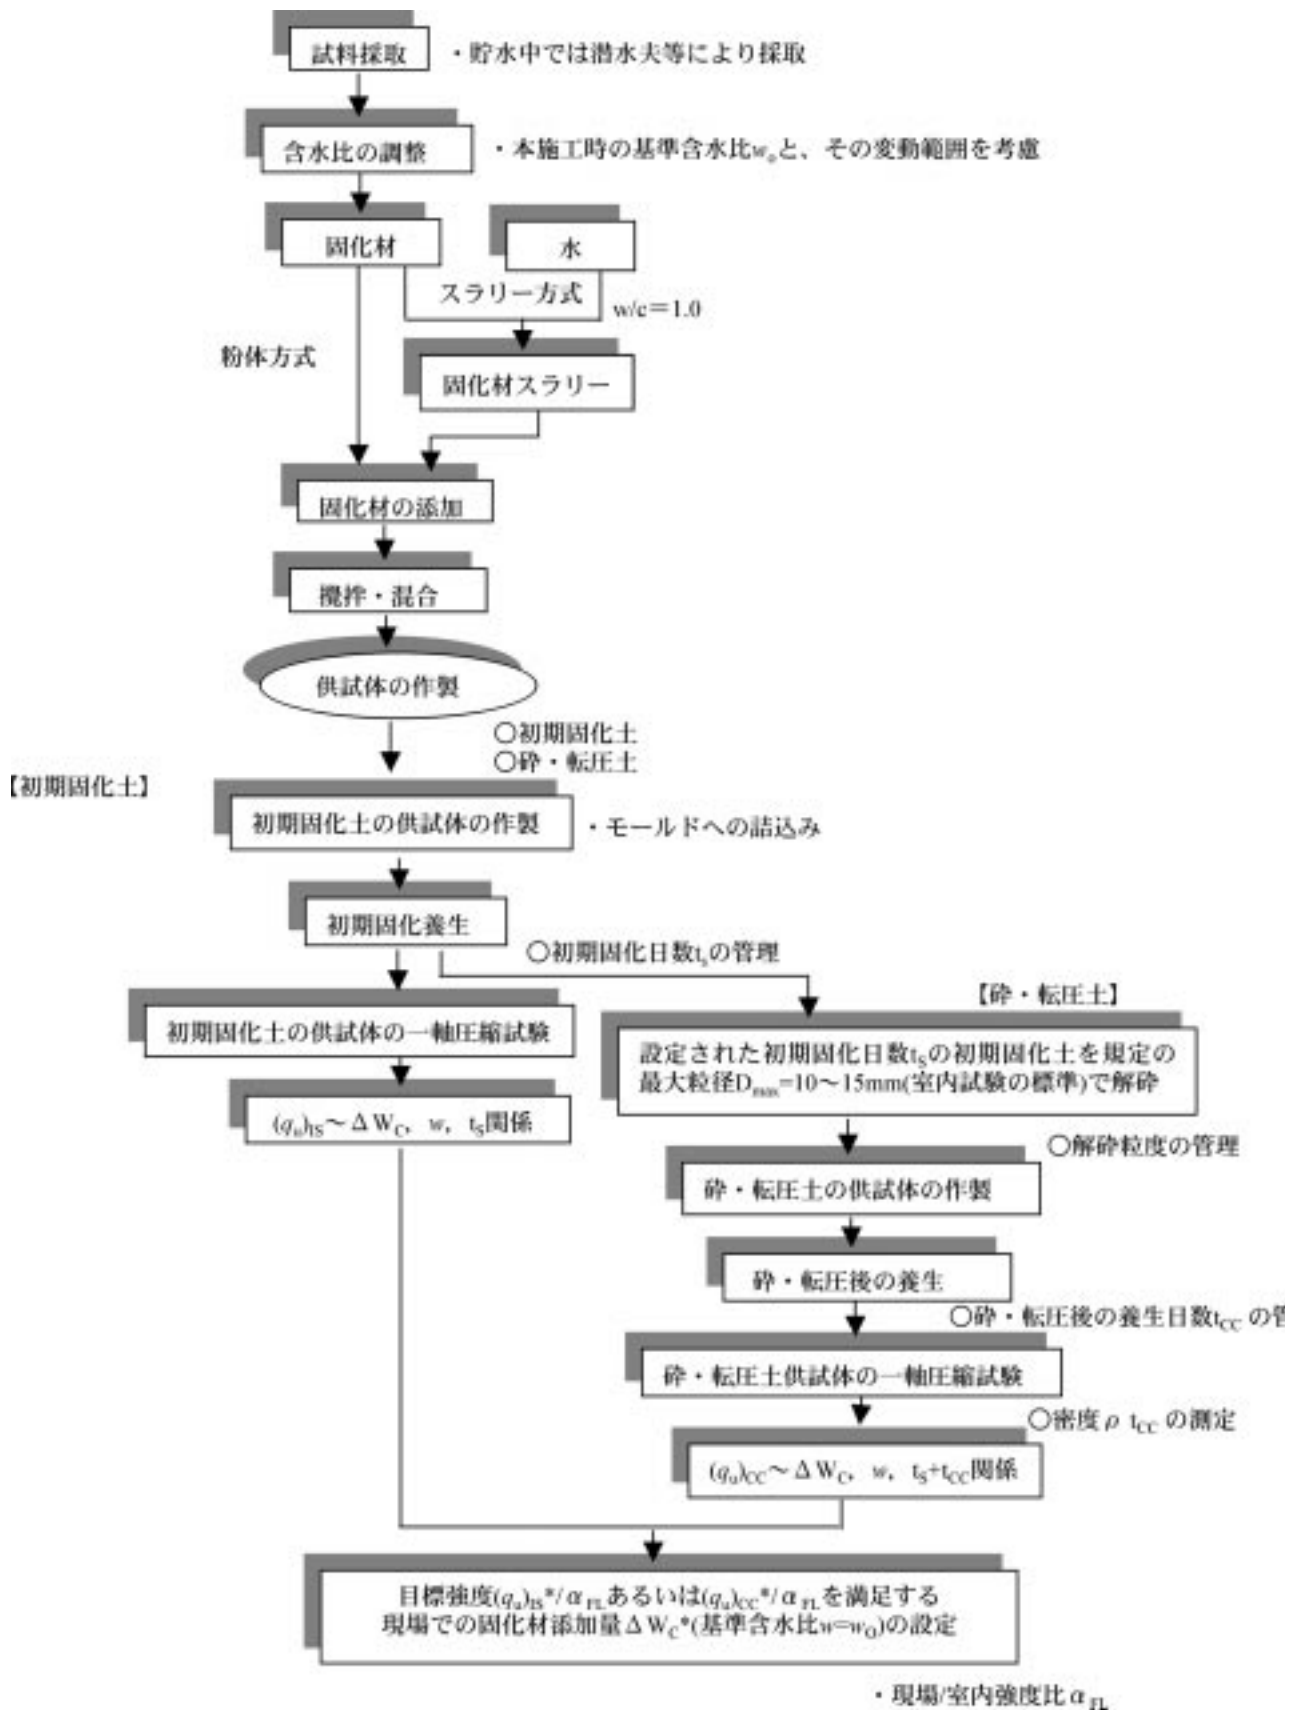 試料採取
・貯水中では潜水夫等により採取
含水比の調整
・本施工時の基準含水比w₀と、その変動範囲を考慮
固化材
水
スラリー方式
w/c＝1.0
粉体方式
固化材スラリー
固化材の添加
攪拌・混合
供試体の作製
○初期固化土
○砕・転圧土
【初期固化土】
初期固化土の供試体の作製
・モールドへの詰込み
初期固化養生
○初期固化日数tsの管理
【砕・転圧土】
初期固化土の供試体の一軸圧縮試験
設定された初期固化日数tSの初期固化土を規定の
最大粒径Dmax=10～15mm(室内試験の標準)で解砕
(qu)IS～ΔWC, w, tS関係
○解砕粒度の管理
砕・転圧土の供試体の作製
砕・転圧後の養生
○砕・転圧後の養生日数tCC の管
砕・転圧土供試体の一軸圧縮試験
○密度ρ tCC の測定
(qu)CC～ΔWC, w, tS+tCC関係
目標強度(qu)IS*/αFLあるいは(qu)CC*/αFLを満足する
現場での固化材添加量ΔWC*(基準含水比w=wO)の設定
・現場/室内強度比αFL